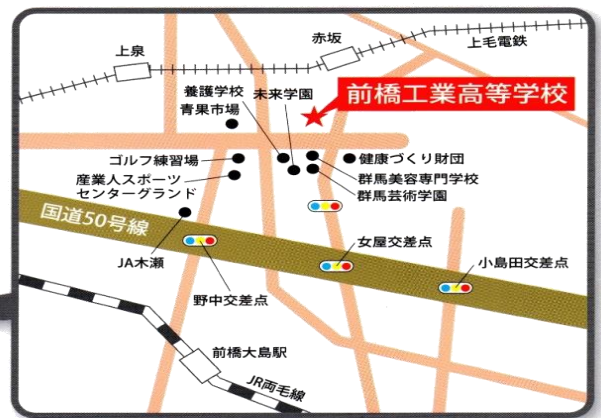 上毛電鉄
赤坂
上泉
前橋工業高等学校
養護学校
未来学園
青果市場
ゴルフ練習場
健康づくり財団
産業人スポーツ
センターグランド
群馬美容専門学校
群馬芸術学園
国道50号線
JA木瀬
女屋交差点
小島田交差点
野中交差点
前橋大島駅
JR両毛線